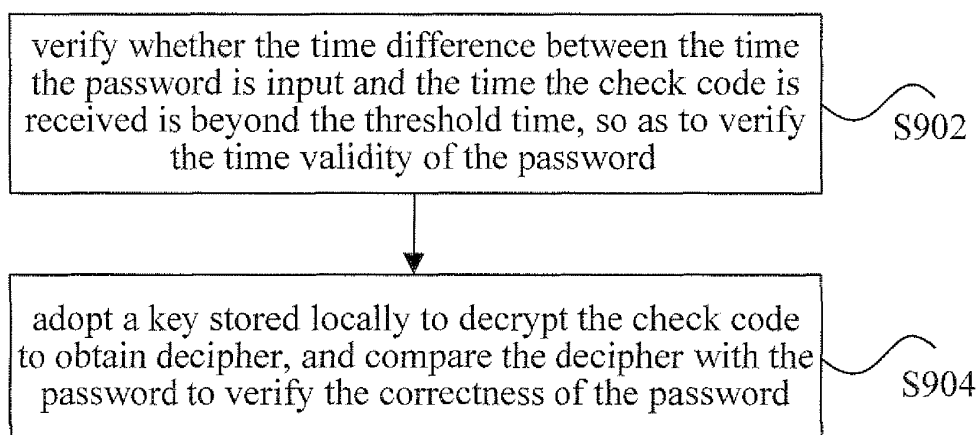 verify whether the time difference between the time
the password is input and the time the check code is
received is beyond the threshold time, so as to verify
the time validity of the password
S902
adopt a key stored locally to decrypt the check code
to obtain decipher, and compare the decipher with the
password to verify the correctness of the password
S904